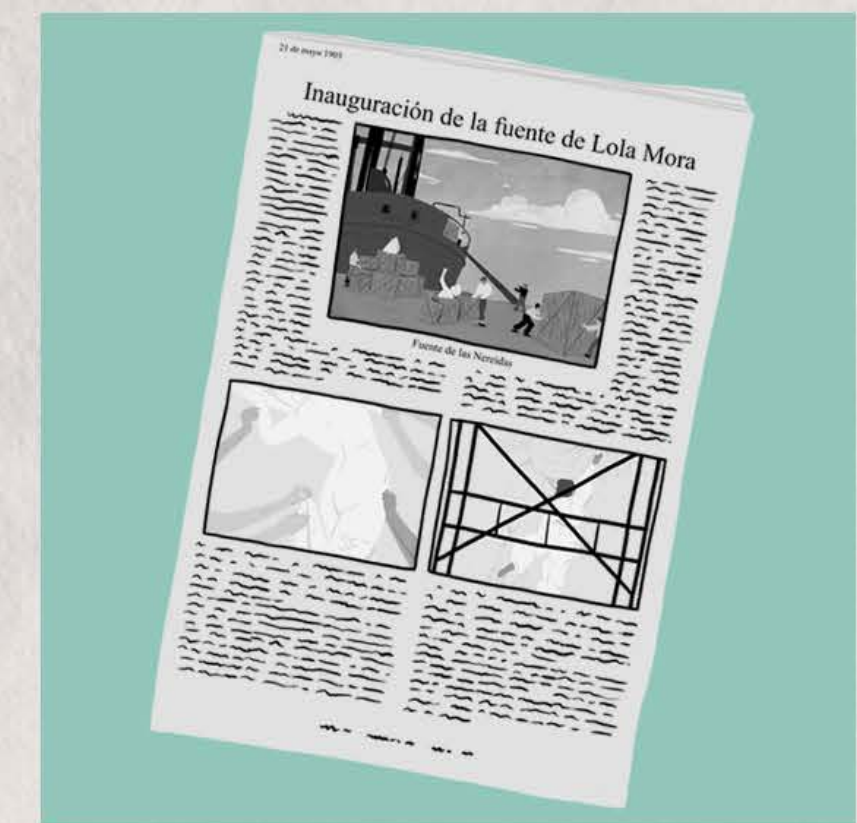 21 de mayo 1903
Inauguración de la fuente de Lola Mora
Fuente de las Nereidas